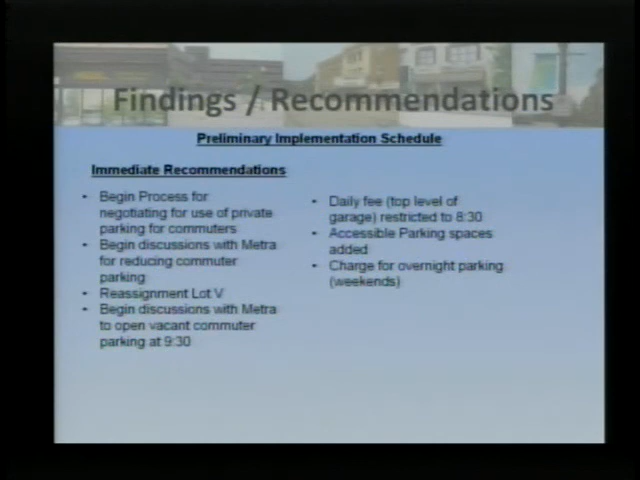 Findings / Recommendations
Preliminary Implementation Schedule
Immediate Recommendations
• Begin Process for
negotiating for use of private
parking for commuters
• Begin discussions with Metra
for reducing commuter
parking
• Reassignment Lot V
• Begin discussions with Metra
to open vacant commuter
parking at 9:30
• Daily fee (top level of
garage) restricted to 8:30
• Accessible Parking spaces
added
• Charge for overnight parking
(weekends)